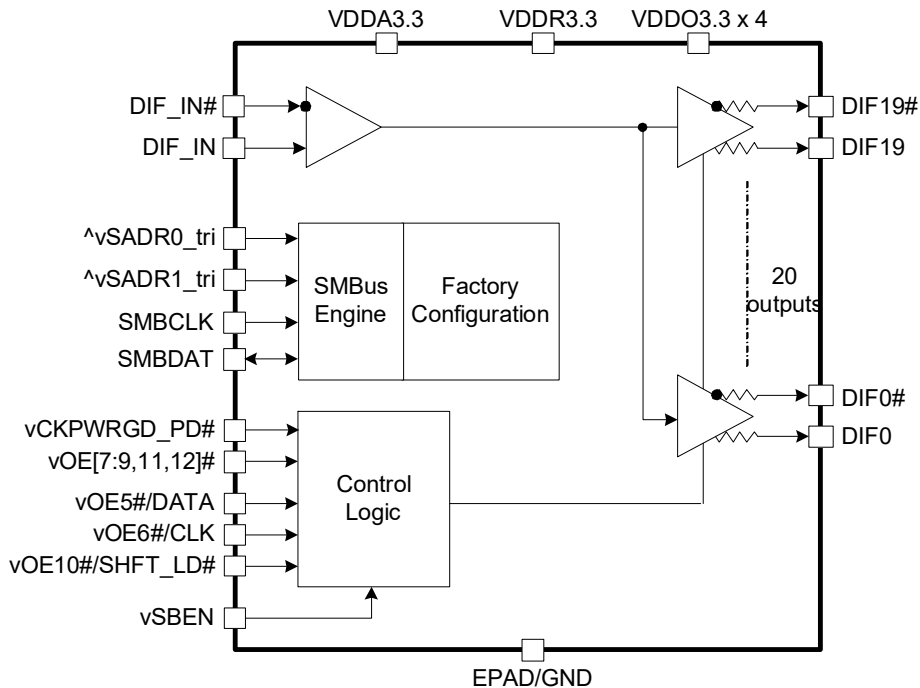 VDDA3.3 VDDR3.3 VDDO3.3 x 4
DIF_IN#
DIF_IN
DIF19#
DIF19
^vSADR0_tri
^vSADR1_tri
SMBCLK
SMBDAT
SMBus
Engine
Factory
Configuration
20
outputs
DIF0#
DIF0
vCKPWRGD_PD#
vOE[7:9,11,12]#
vOE5#/DATA
vOE6#/CLK
vOE10#/SHFT_LD#
vSBEN
Control
Logic
EPAD/GND